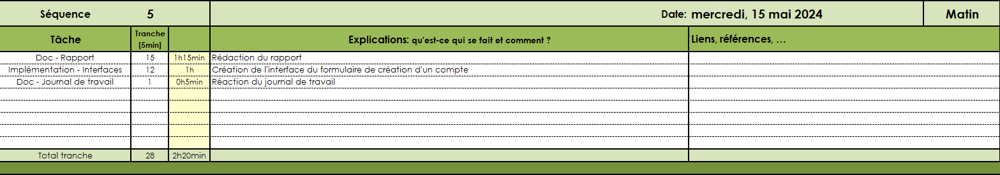 Séquence 5 Date: mercredi, 15 mai 2024 Matin
Tâche Tranche [5min] Explications: qu'est-ce qui se fait et comment ? Liens, références, …
Doc - Rapport 15 1h15min Rédaction du rapport
Implémentation - Interfaces 12 1h Création de l'interface du formulaire de création d'un compte
Doc - Journal de travail 1 0h5min Réaction du journal de travail
Total tranche 28 2h20min